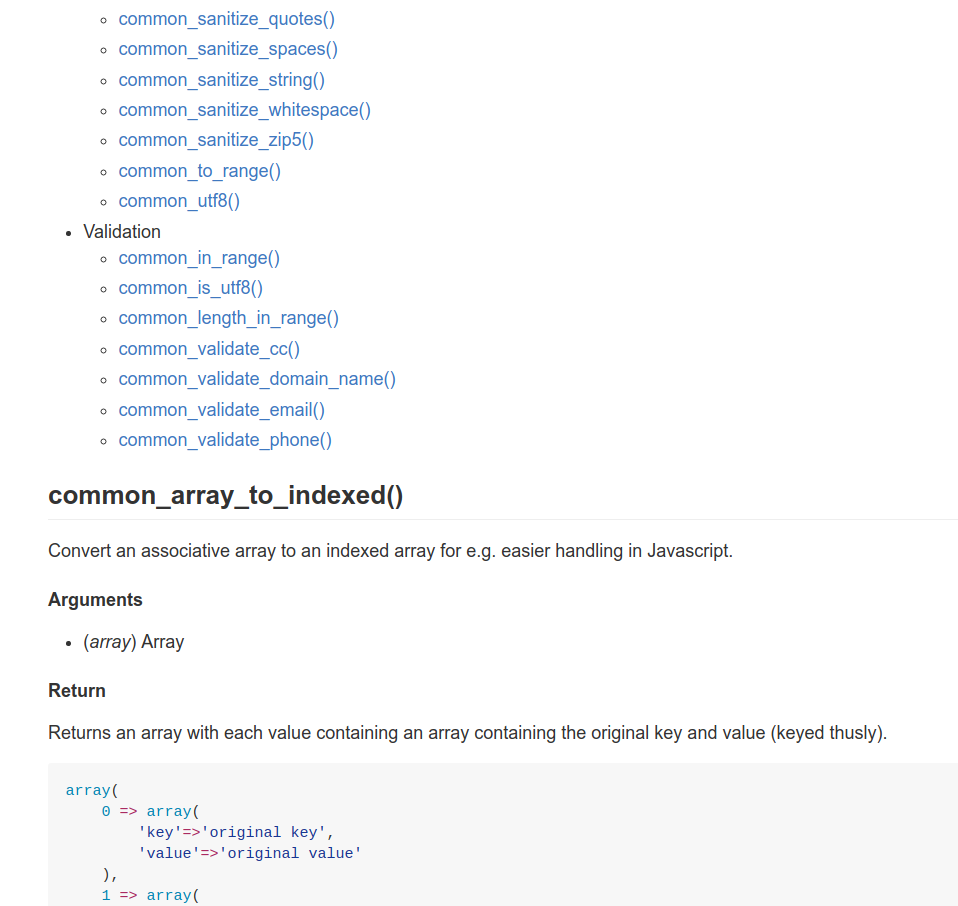 common_sanitize_quotes()
common_sanitize_spaces()
common_sanitize_string()
common_sanitize_whitespace()
common_sanitize_zip5()
common_to_range()
common_utf8()
Validation
common_in_range()
common_is_utf8()
common_length_in_range()
common_validate_cc()
common_validate_domain_name()
common_validate_email()
common_validate_phone()
common_array_to_indexed()
Convert an associative array to an indexed array for e.g. easier handling in Javascript.
Arguments
(array) Array
Return
Returns an array with each value containing an array containing the original key and value (keyed thusly).
array(
    0 => array(
        'key'=>'original key',
        'value'=>'original value'
    ),
    1 => array(